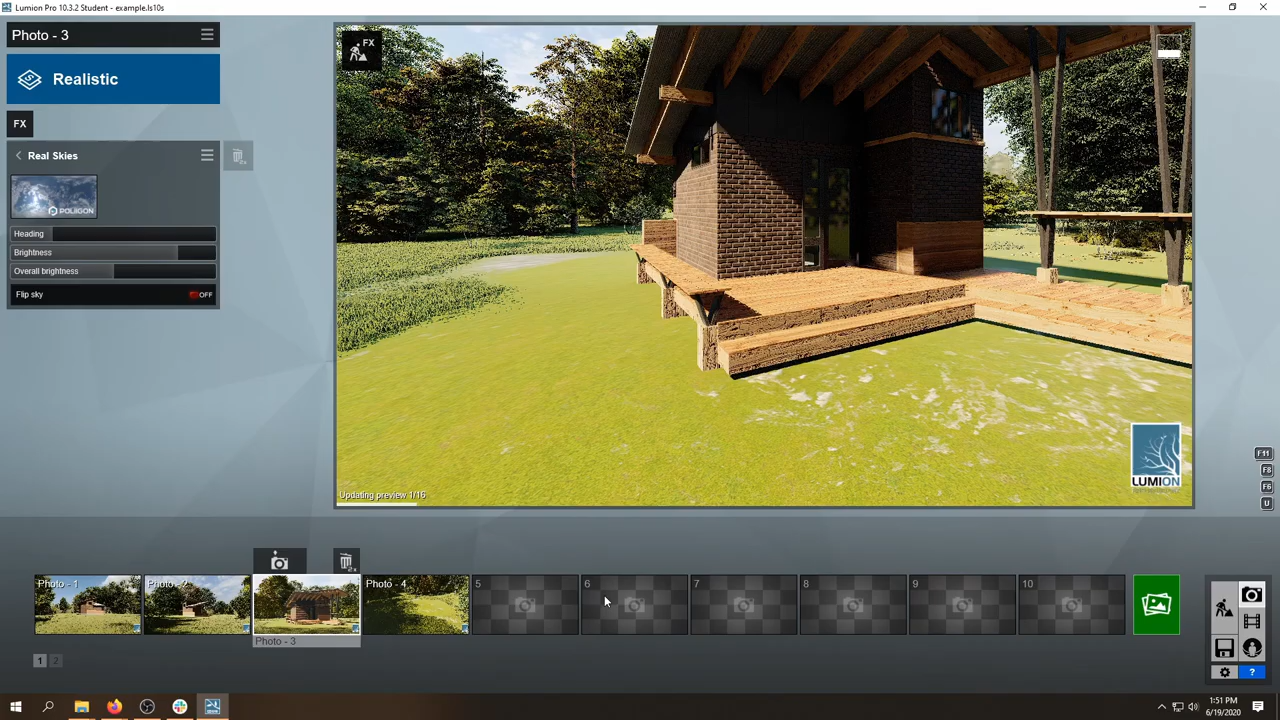 Lumion Pro 10.3.2 Student - example.ls10s
Photo - 3
FX
Realistic
FX
Real Skies
POLIIGON
Heading
Brightness
Overall brightness
Flip sky
OFF
Updating preview 1/16
LUMION
F11
F8
F6
U
Photo - 1
Photo - 2
Photo - 4
5
6
7
8
9
10
Photo - 3
1
2
?
1:51 PM
6/19/2020